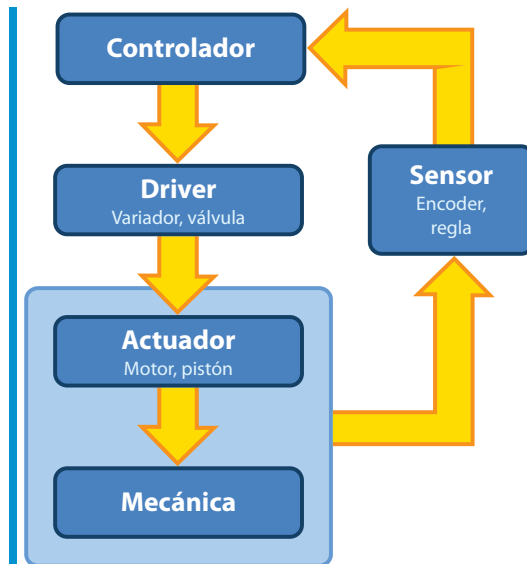 Controlador
Driver
Variador, válvula
Sensor
Encoder,
regla
Actuador
Motor, pistón
Mecánica